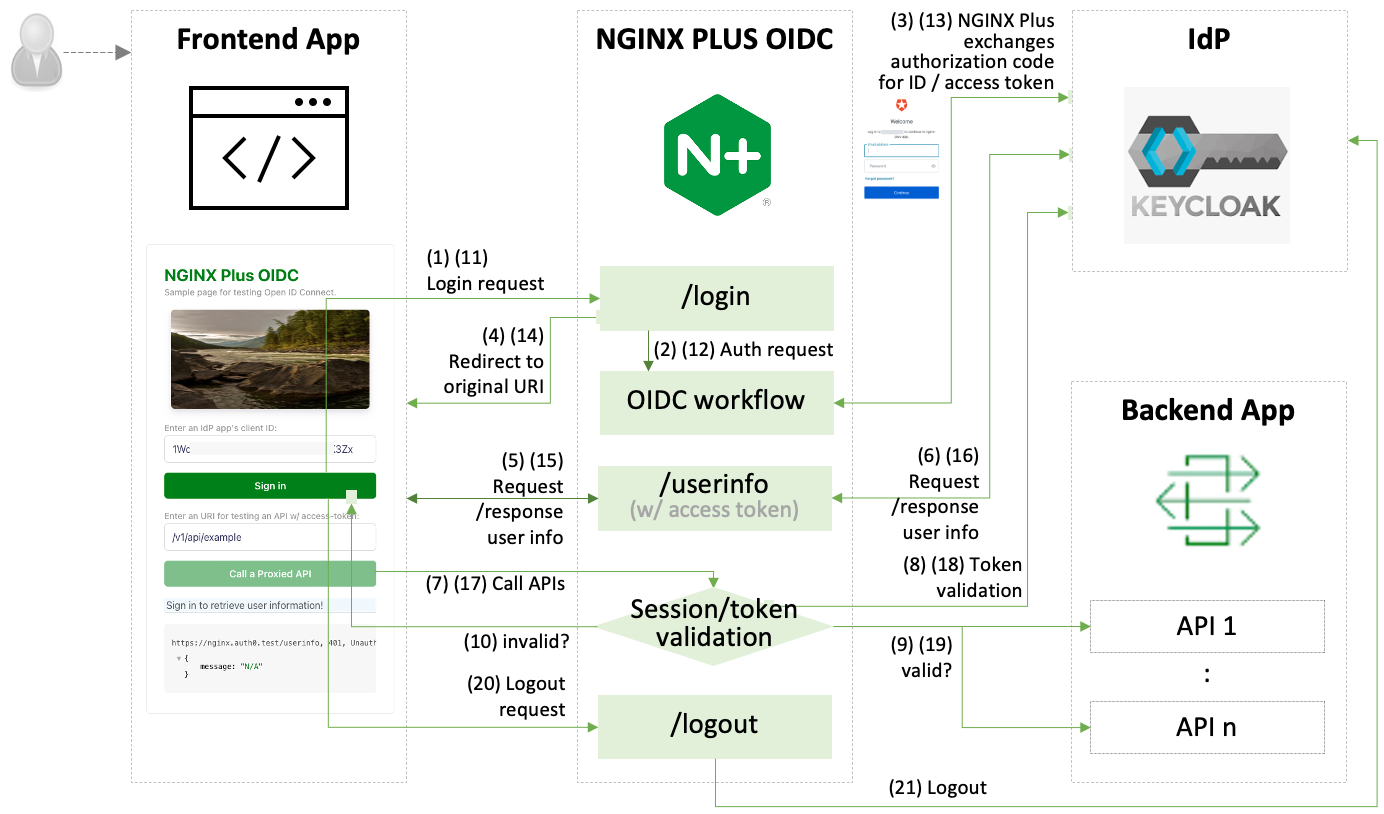 Frontend App
NGINX PLUS OIDC
(3) (13) NGINX Plus
exchanges
authorization code
for ID / access token
IdP
Welcome
Password
Continue
N+
®
KEYCLOAK
NGINX Plus OIDC
Sample page for testing Open ID Connect.
Enter an IdP app's client ID:
1Wc
:3Zx
Sign in
Enter an URI for testing an API w/ access-token:
/v1/api/example
Call a Proxied API
Sign in to retrieve user information!
https://nginx.auth0.test/userinfo, 401, Unauth
{
message: "N/A"
}
(1) (11)
Login request
(4) (14)
Redirect to
original URI
(5) (15)
Request
/response
user info
(7) (17) Call APIs
(10) invalid?
(20) Logout
request
/login
(2) (12) Auth request
OIDC workflow
/userinfo
(w/ access token)
Session/token
validation
/logout
(6) (16)
Request
/response
user info
(8) (18) Token
validation
(9) (19)
valid?
(21) Logout
Backend App
API 1
:
API n